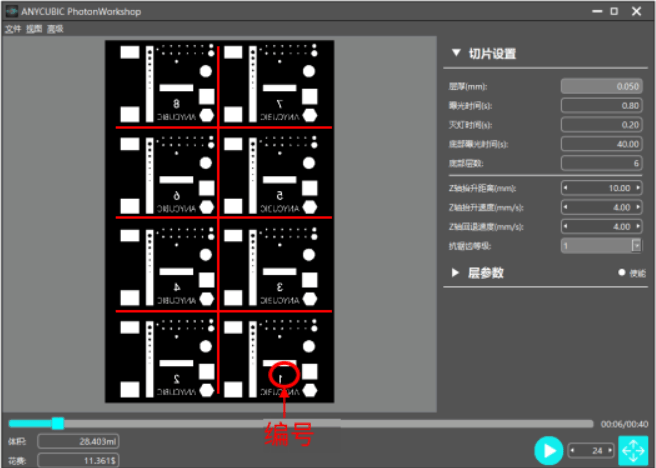 ANYCUBIC PhotonWorkshop
文件 视图 高级
切片设置
层厚(mm): 0.050
曝光时间(s): 0.80
灭灯时间(s): 0.20
底部曝光时间(s): 40.00
底部层数: 6
Z轴抬升距离(mm): 10.00
Z轴抬升速度(mm/s): 4.00
Z轴回退速度(mm/s): 4.00
抗锯齿等级: 1
层参数 使能
8 7
ANYCUBIC ANYCUBIC
6 5
ANYCUBIC ANYCUBIC
4 3
ANYCUBIC ANYCUBIC
2 1
ANYCUBIC ANYCUBIC
编号
00:06/00:40
体积: 28.403ml
花费: 11.361$
24